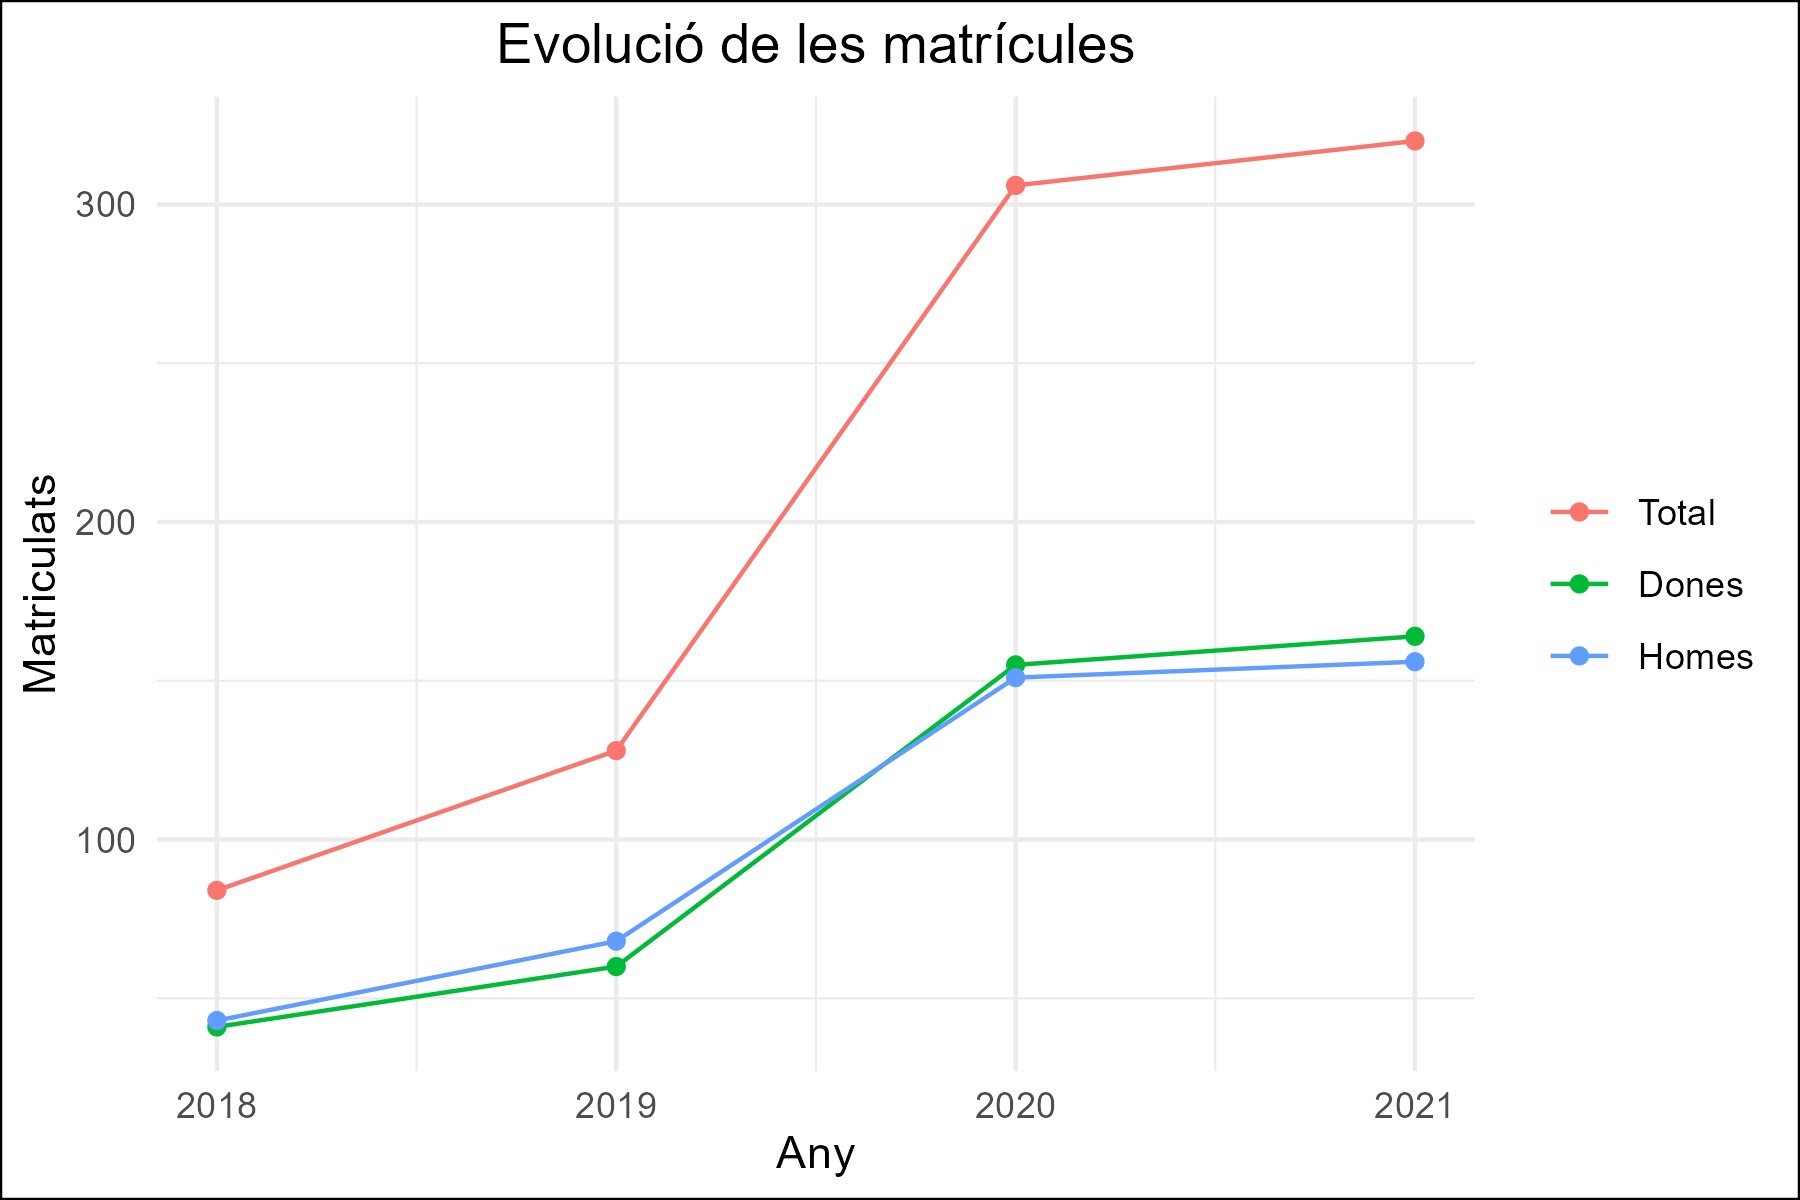 Evolució de les matrícules
Matriculats
300
200
100
2018
2019
2020
2021
Any
Total
Dones
Homes